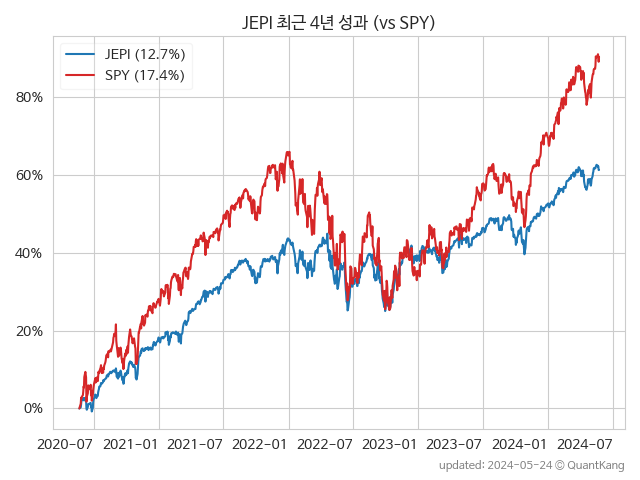 JEPI 최근 4년 성과 (vs SPY)
JEPI (12.7%)
SPY (17.4%)
80%
60%
40%
20%
0%
2020-07 2021-01 2021-07 2022-01 2022-07 2023-01 2023-07 2024-01 2024-07
updated: 2024-05-24 © QuantKang